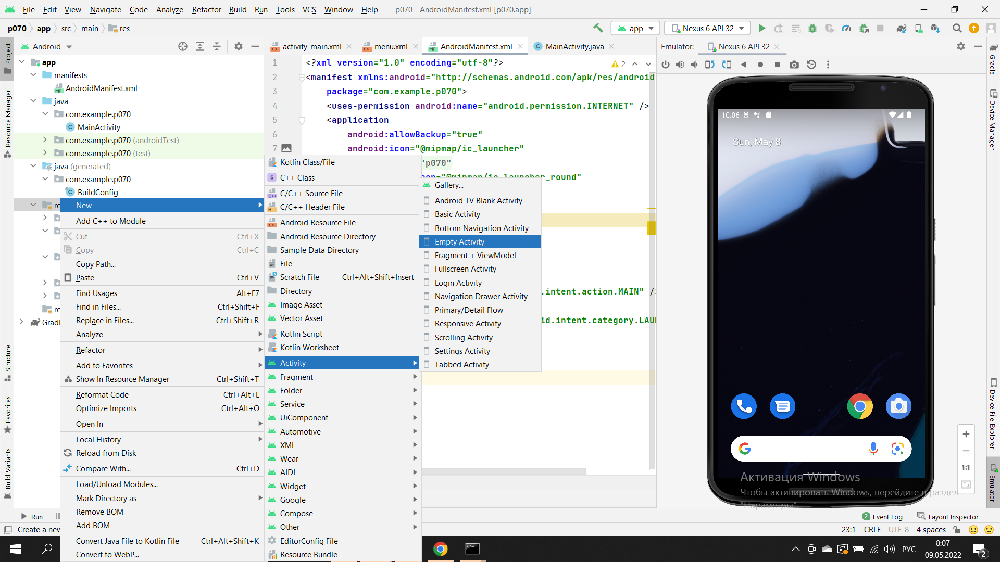 File Edit View Navigate Code Analyze Refactor Build Run Tools VCS Window Help p070 - AndroidManifest.xml [p070.app]
p070 app src main res app Nexus 6 API 32
Android
activity_main.xml menu.xml AndroidManifest.xml MainActivity.java
Emulator: Nexus 6 API 32
Project
Resource Manager
Structure
Favorites
Build Variants
app
manifests
AndroidManifest.xml
java
com.example.p070
MainActivity
com.example.p070 (androidTest)
com.example.p070 (test)
java (generated)
com.example.p070
BuildConfig
re
re
Gradl
1 <?xml version="1.0" encoding="utf-8"?>
2 <manifest xmlns:android="http://schemas.android.com/apk/res/android"
3 package="com.example.p070">
4 <uses-permission android:name="android.permission.INTERNET" />
5 <application
6 android:allowBackup="true"
7 android:icon="@mipmap/ic_launcher"
"p070"
on="@mipmap/ic_launcher_round"
.intent.action.MAIN" />
id.intent.category.LAU
2
New
Add C++ to Module
Cut Ctrl+X
Copy Ctrl+C
Copy Path...
Paste Ctrl+V
Find Usages Alt+F7
Find in Files... Ctrl+Shift+F
Replace in Files... Ctrl+Shift+R
Analyze
Refactor
Add to Favorites
Show In Resource Manager Ctrl+Shift+T
Reformat Code Ctrl+Alt+L
Optimize Imports Ctrl+Alt+O
Open In
Local History
Reload from Disk
Compare With... Ctrl+D
Load/Unload Modules...
Mark Directory as
Remove BOM
Add BOM
Convert Java File to Kotlin File Ctrl+Alt+Shift+K
Convert to WebP...
Kotlin Class/File
S C++ Class
C++ C/C++ Source File
H C/C++ Header File
Android Resource File
Android Resource Directory
Sample Data Directory
File
Scratch File Ctrl+Alt+Shift+Insert
Directory
Image Asset
Vector Asset
Kotlin Script
Kotlin Worksheet
Activity
Fragment
Folder
Service
UiComponent
Automotive
XML
Wear
AIDL
Widget
Google
Compose
Other
EditorConfig File
Resource Bundle
Gallery...
Android TV Blank Activity
Basic Activity
Bottom Navigation Activity
Empty Activity
Fragment + ViewModel
Fullscreen Activity
Login Activity
Navigation Drawer Activity
Primary/Detail Flow
Responsive Activity
Scrolling Activity
Settings Activity
Tabbed Activity
10:06
Sun, May 8
1:1
Активация Windows
Чтобы активировать Windows, перейдите в раздел
"Параметры".
Gradle
Device Manager
Device File Explorer
Emulator
Run
2 Event Log Layout Inspector
Create a new
23:1 CRLF UTF-8 4 spaces
РУС
8:07
09.05.2022
2